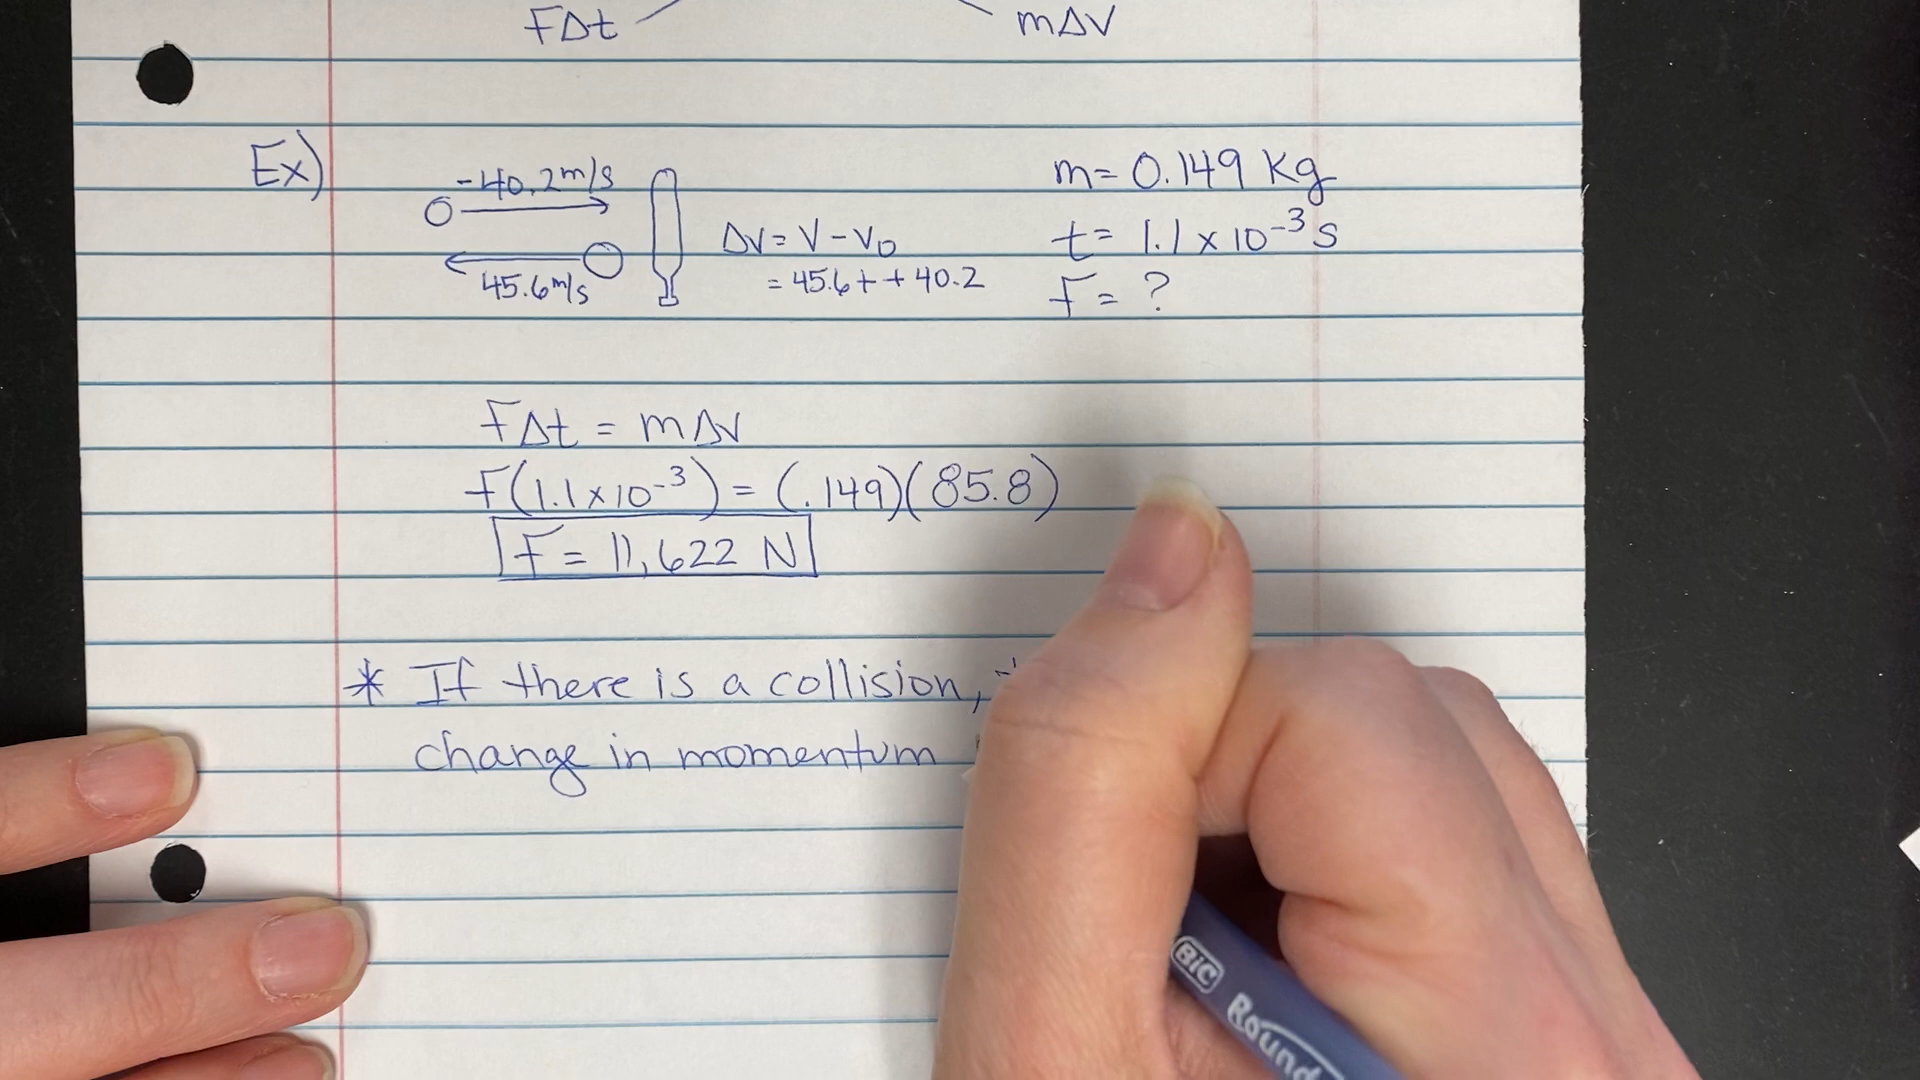 FΔt mΔV
Ex)
-40.2m/s
45.6m/s
ΔV = V - V₀
= 45.6 + + 40.2
m = 0.149 Kg
t = 1.1 x 10⁻³ s
F = ?
FΔt = mΔV
F(1.1x10⁻³) = (.149)(85.8)
F = 11,622 N
* If there is a collision,
change in momentum
BIC Round